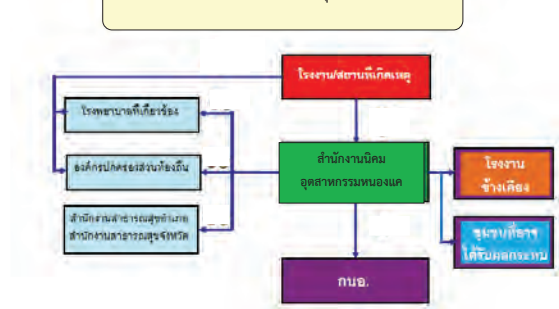 โรงงาน/สถานที่เกิดเหตุ
โรงพยาบาลที่เกี่ยวข้อง
สำนักงานนิคม
อุตสาหกรรมหนองแค
องค์กรปกครองส่วนท้องถิ่น
โรงงาน
ข้างเคียง
สำนักงานสาธารณสุขอำเภอ
สำนักงานสาธารณสุขจังหวัด
ชุมชนที่อาจ
ได้รับผลกระทบ
กนอ.